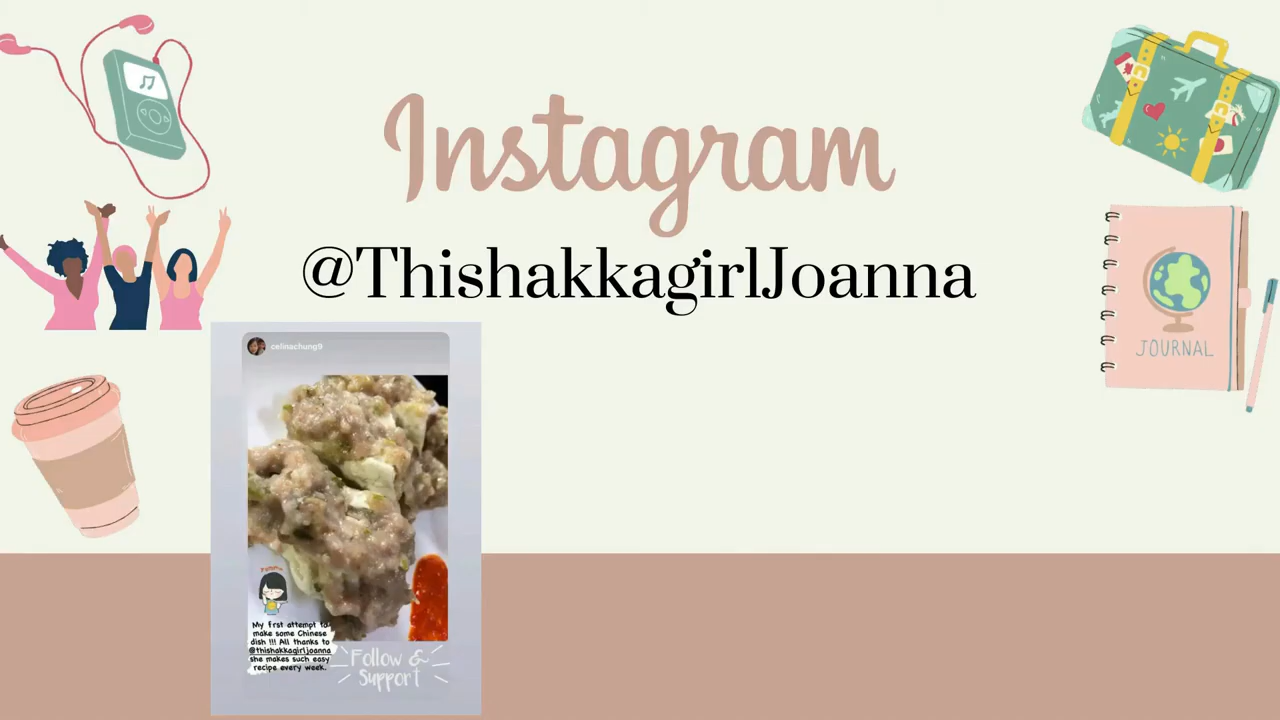 Instagram
@ThishakkagirlJoanna
celinachung9
JOURNAL
My frst attempt to
make some Chinese
dish !!! All thanks to
@thishakkagirljoanna
she makes such easy
recipe every week.
Follow &
Support